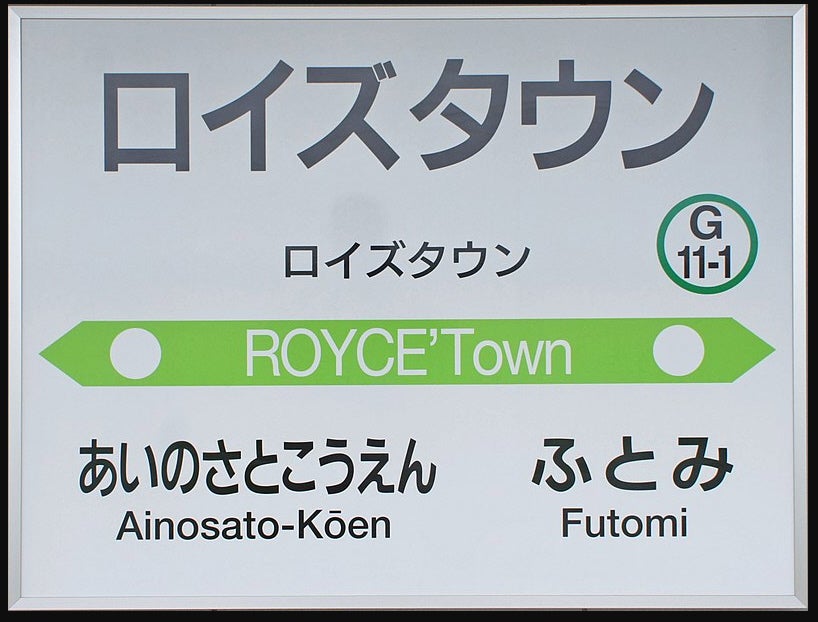 ロイズタウン
G
11-1
ロイズタウン
ROYCE'Town
あいのさとこうえん ふとみ
Ainosato-Kōen Futomi